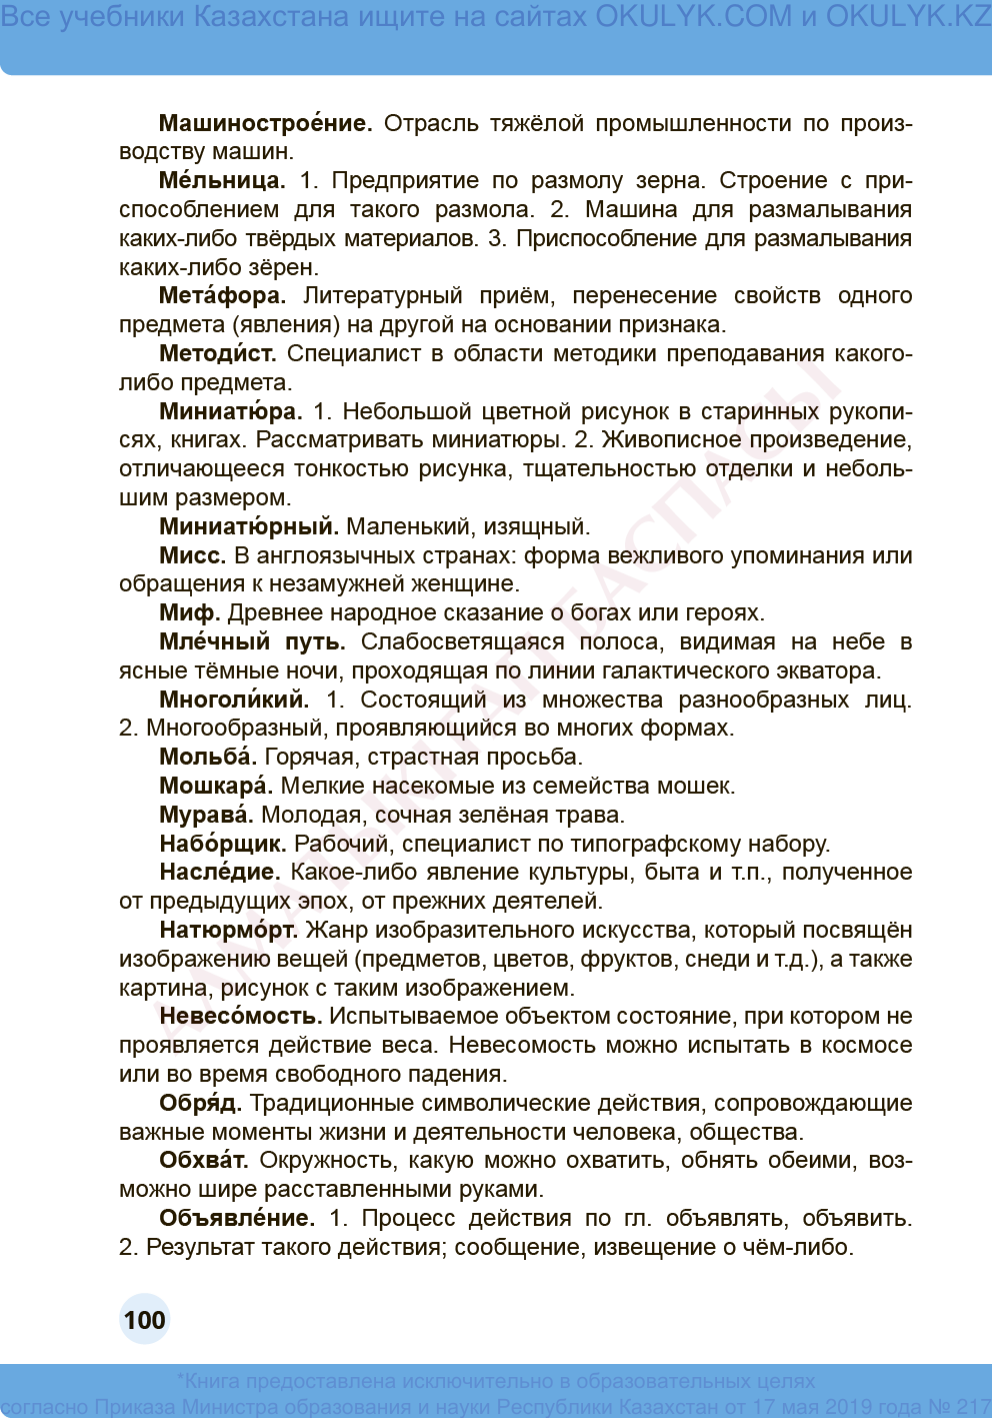 Все учебники Казахстана ищите на сайтах OKULYK.COM и OKULYK.KZ
Машинострое́ние. Отрасль тяжёлой промышленности по произ-
водству машин.
Ме́льница. 1. Предприятие по размолу зерна. Строение с при-
способлением для такого размола. 2. Машина для размалывания
каких-либо твёрдых материалов. 3. Приспособление для размалывания
каких-либо зёрен.
Мета́фора. Литературный приём, перенесение свойств одного
предмета (явления) на другой на основании признака.
Методи́ст. Специалист в области методики преподавания какого-
либо предмета.
Миниатю́ра. 1. Небольшой цветной рисунок в старинных рукопи-
сях, книгах. Рассматривать миниатюры. 2. Живописное произведение,
отличающееся тонкостью рисунка, тщательностью отделки и неболь-
шим размером.
Миниатю́рный. Маленький, изящный.
Мисс. В англоязычных странах: форма вежливого упоминания или
обращения к незамужней женщине.
Миф. Древнее народное сказание о богах или героях.
Мле́чный путь. Слабосветящаяся полоса, видимая на небе в
ясные тёмные ночи, проходящая по линии галактического экватора.
Многоли́кий. 1. Состоящий из множества разнообразных лиц.
2. Многообразный, проявляющийся во многих формах.
Мольба́. Горячая, страстная просьба.
Мошкара́. Мелкие насекомые из семейства мошек.
Мурава́. Молодая, сочная зелёная трава.
Набо́рщик. Рабочий, специалист по типографскому набору.
Насле́дие. Какое-либо явление культуры, быта и т.п., полученное
от предыдущих эпох, от прежних деятелей.
Натюрмо́рт. Жанр изобразительного искусства, который посвящён
изображению вещей (предметов, цветов, фруктов, снеди и т.д.), а также
картина, рисунок с таким изображением.
Невесо́мость. Испытываемое объектом состояние, при котором не
проявляется действие веса. Невесомость можно испытать в космосе
или во время свободного падения.
Обря́д. Традиционные символические действия, сопровождающие
важные моменты жизни и деятельности человека, общества.
Обхва́т. Окружность, какую можно охватить, обнять обеими, воз-
можно шире расставленными руками.
Объявле́ние. 1. Процесс действия по гл. объявлять, объявить.
2. Результат такого действия; сообщение, извещение о чём-либо.
АЛМАТЫКІТАП БАСПАСЫ
100
*Книга предоставлена исключительно в образовательных целях
согласно Приказа Министра образования и науки Республики Казахстан от 17 мая 2019 года № 217